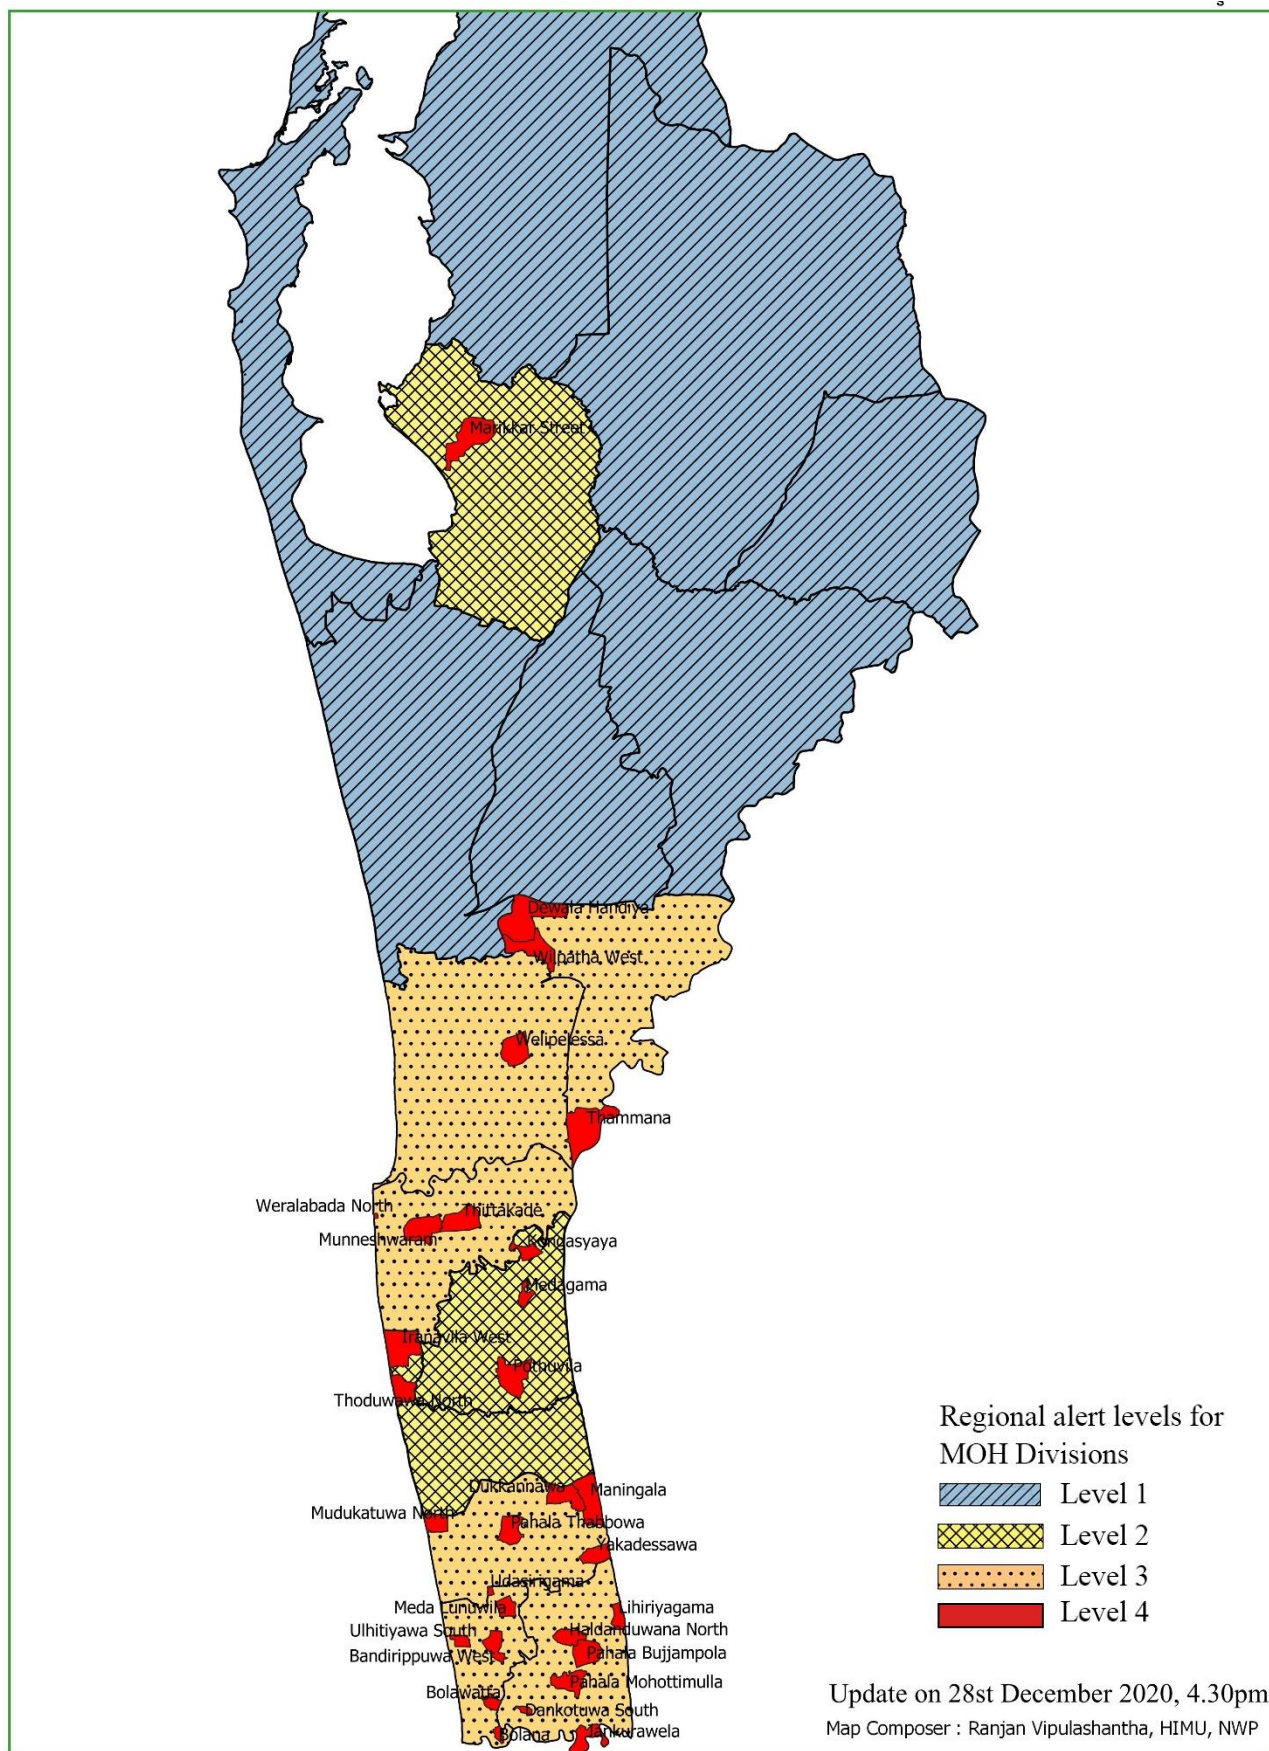 Marikkar Street
Dewala Handiya
Wilpatha West
Welipelessa
Thammana
Weralabada North
Thittakade
Munneshwaram
Kongasyaya
Medagama
Iranavila West
Pothuvila
Thoduwawa North
Dukkannawa
Maningala
Mudukatuwa North
Pahala Thabbowa
Yakadessawa
Udasirigama
Meda Lunuwila
Lihiriyagama
Ulhitiyawa South
Haldanduwana North
Bandirippuwa West
Pahala Bujjampola
Pahala Mohottimulla
Bolawatta
Dankotuwa South
Bolana
Jankurawela
Regional alert levels for
MOH Divisions
Level 1
Level 2
Level 3
Level 4
Update on 28st December 2020, 4.30pm
Map Composer : Ranjan Vipulashantha, HIMU, NWP